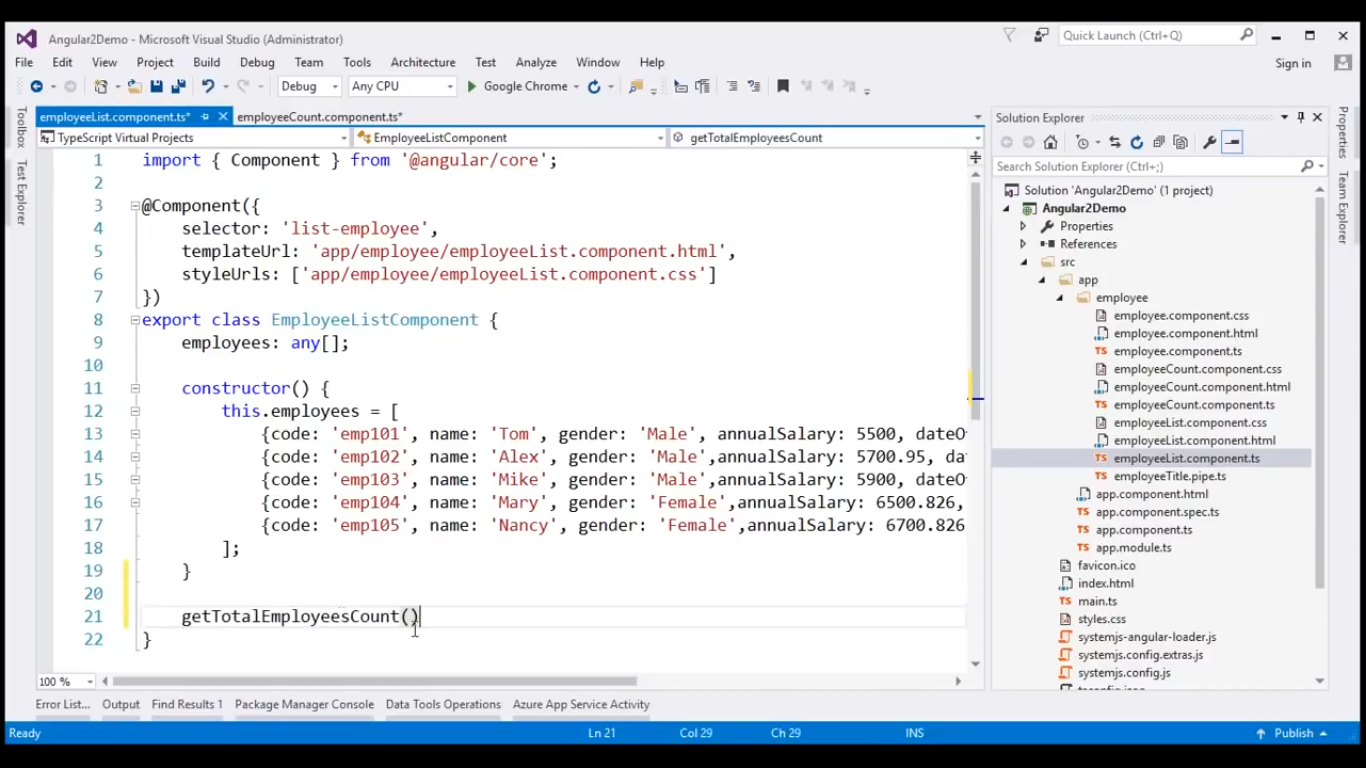 Angular2Demo - Microsoft Visual Studio (Administrator)
Quick Launch (Ctrl+Q)
File Edit View Project Build Debug Team Tools Architecture Test Analyze Window Help
Sign in
Debug Any CPU Google Chrome
Toolbox
Test Explorer
employeeList.component.ts*
employeeCount.component.ts*
TypeScript Virtual Projects
EmployeeListComponent
getTotalEmployeesCount
1 import { Component } from '@angular/core';
2
3 @Component({
4 selector: 'list-employee',
5 templateUrl: 'app/employee/employeeList.component.html',
6 styleUrls: ['app/employee/employeeList.component.css']
7 })
8 export class EmployeeListComponent {
9 employees: any[];
10
11 constructor() {
12 this.employees = [
13 {code: 'emp101', name: 'Tom', gender: 'Male', annualSalary: 5500, dateO
14 {code: 'emp102', name: 'Alex', gender: 'Male',annualSalary: 5700.95, da
15 {code: 'emp103', name: 'Mike', gender: 'Male',annualSalary: 5900, dateO
16 {code: 'emp104', name: 'Mary', gender: 'Female',annualSalary: 6500.826,
17 {code: 'emp105', name: 'Nancy', gender: 'Female',annualSalary: 6700.826
18 ];
19 }
20
21 getTotalEmployeesCount()
22 }
100 %
Solution Explorer
Search Solution Explorer (Ctrl+;)
Solution 'Angular2Demo' (1 project)
Angular2Demo
Properties
References
src
app
employee
employee.component.css
employee.component.html
employee.component.ts
employeeCount.component.css
employeeCount.component.html
employeeCount.component.ts
employeeList.component.css
employeeList.component.html
employeeList.component.ts
employeeTitle.pipe.ts
app.component.html
app.component.spec.ts
app.component.ts
app.module.ts
favicon.ico
index.html
main.ts
styles.css
systemjs-angular-loader.js
systemjs.config.extras.js
systemjs.config.js
Properties
Team Explorer
Error List... Output Find Results 1 Package Manager Console Data Tools Operations Azure App Service Activity
Ready Ln 21 Col 29 Ch 29 INS Publish